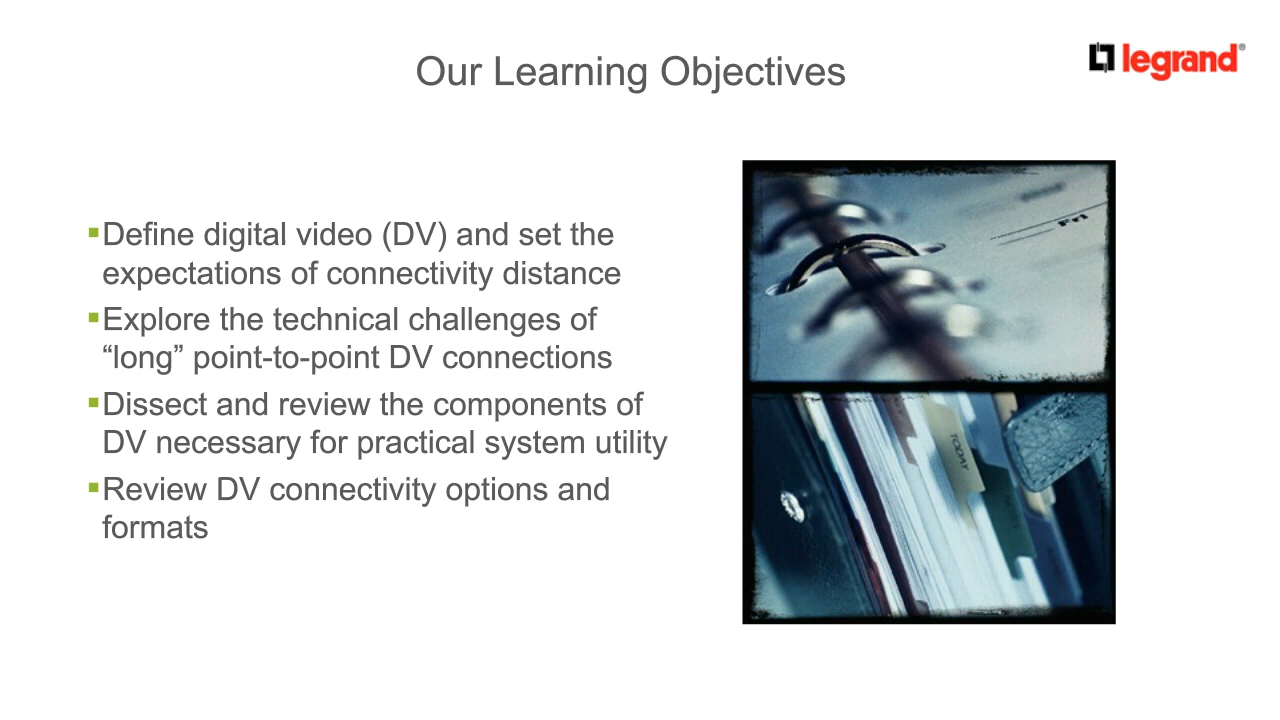 Our Learning Objectives
legrand®
▪Define digital video (DV) and set the
expectations of connectivity distance
▪Explore the technical challenges of
“long” point-to-point DV connections
▪Dissect and review the components of
DV necessary for practical system utility
▪Review DV connectivity options and
formats
Fri
TODAY